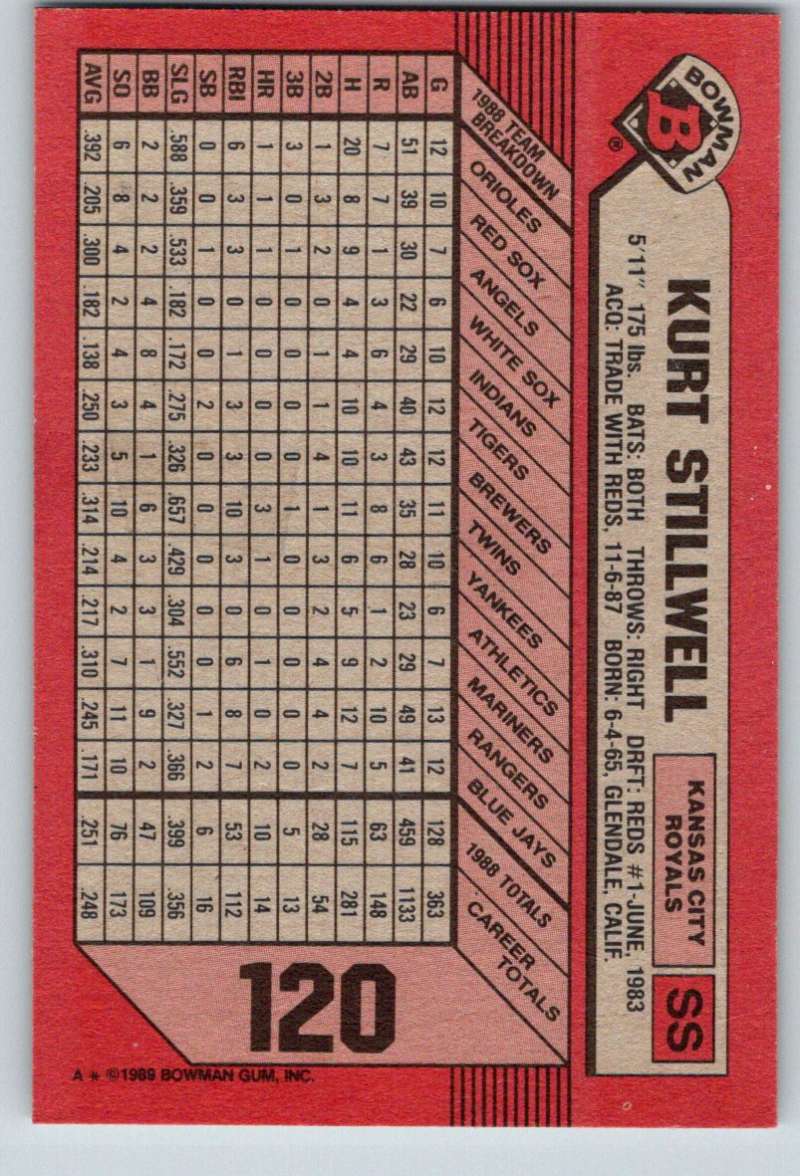 BOWMAN
B
®
KURT STILLWELL
KANSAS CITY
ROYALS
SS
5'11" 175 lbs. BATS: BOTH THROWS: RIGHT DRFT: REDS #1-JUNE, 1983
ACQ: TRADE WITH REDS, 11-6-87 BORN: 6-4-65, GLENDALE, CALIF.
1988 TEAM
BREAKDOWN
ORIOLES
RED SOX
ANGELS
WHITE SOX
INDIANS
TIGERS
BREWERS
TWINS
YANKEES
ATHLETICS
MARINERS
RANGERS
BLUE JAYS
1988 TOTALS
CAREER
TOTALS
G 12 10 7 6 10 12 12 11 10 6 7 13 12 128 363
AB 51 39 30 22 29 40 43 35 28 23 29 49 41 459 1133
R 7 7 1 3 6 4 3 8 6 1 2 10 5 63 148
H 20 8 9 4 4 10 10 11 6 5 9 12 7 115 281
2B 1 3 2 0 1 1 4 1 3 2 4 4 2 28 54
3B 3 0 1 0 0 0 0 1 0 0 0 0 0 5 13
HR 1 1 1 0 0 0 0 3 1 0 1 0 2 10 14
RBI 6 3 3 0 1 3 3 10 3 0 6 8 7 53 112
SB 0 0 1 0 0 2 0 0 0 0 0 1 2 6 16
SLG .588 .359 .533 .182 .172 .275 .326 .657 .429 .304 .552 .327 .366 .399 .356
BB 2 2 2 4 8 4 1 6 3 3 1 9 2 47 109
SO 6 8 4 2 4 3 5 10 4 2 7 11 10 76 173
AVG .392 .205 .300 .182 .138 .250 .233 .314 .214 .217 .310 .245 .171 .251 .248
120
A * ©1989 BOWMAN GUM, INC.